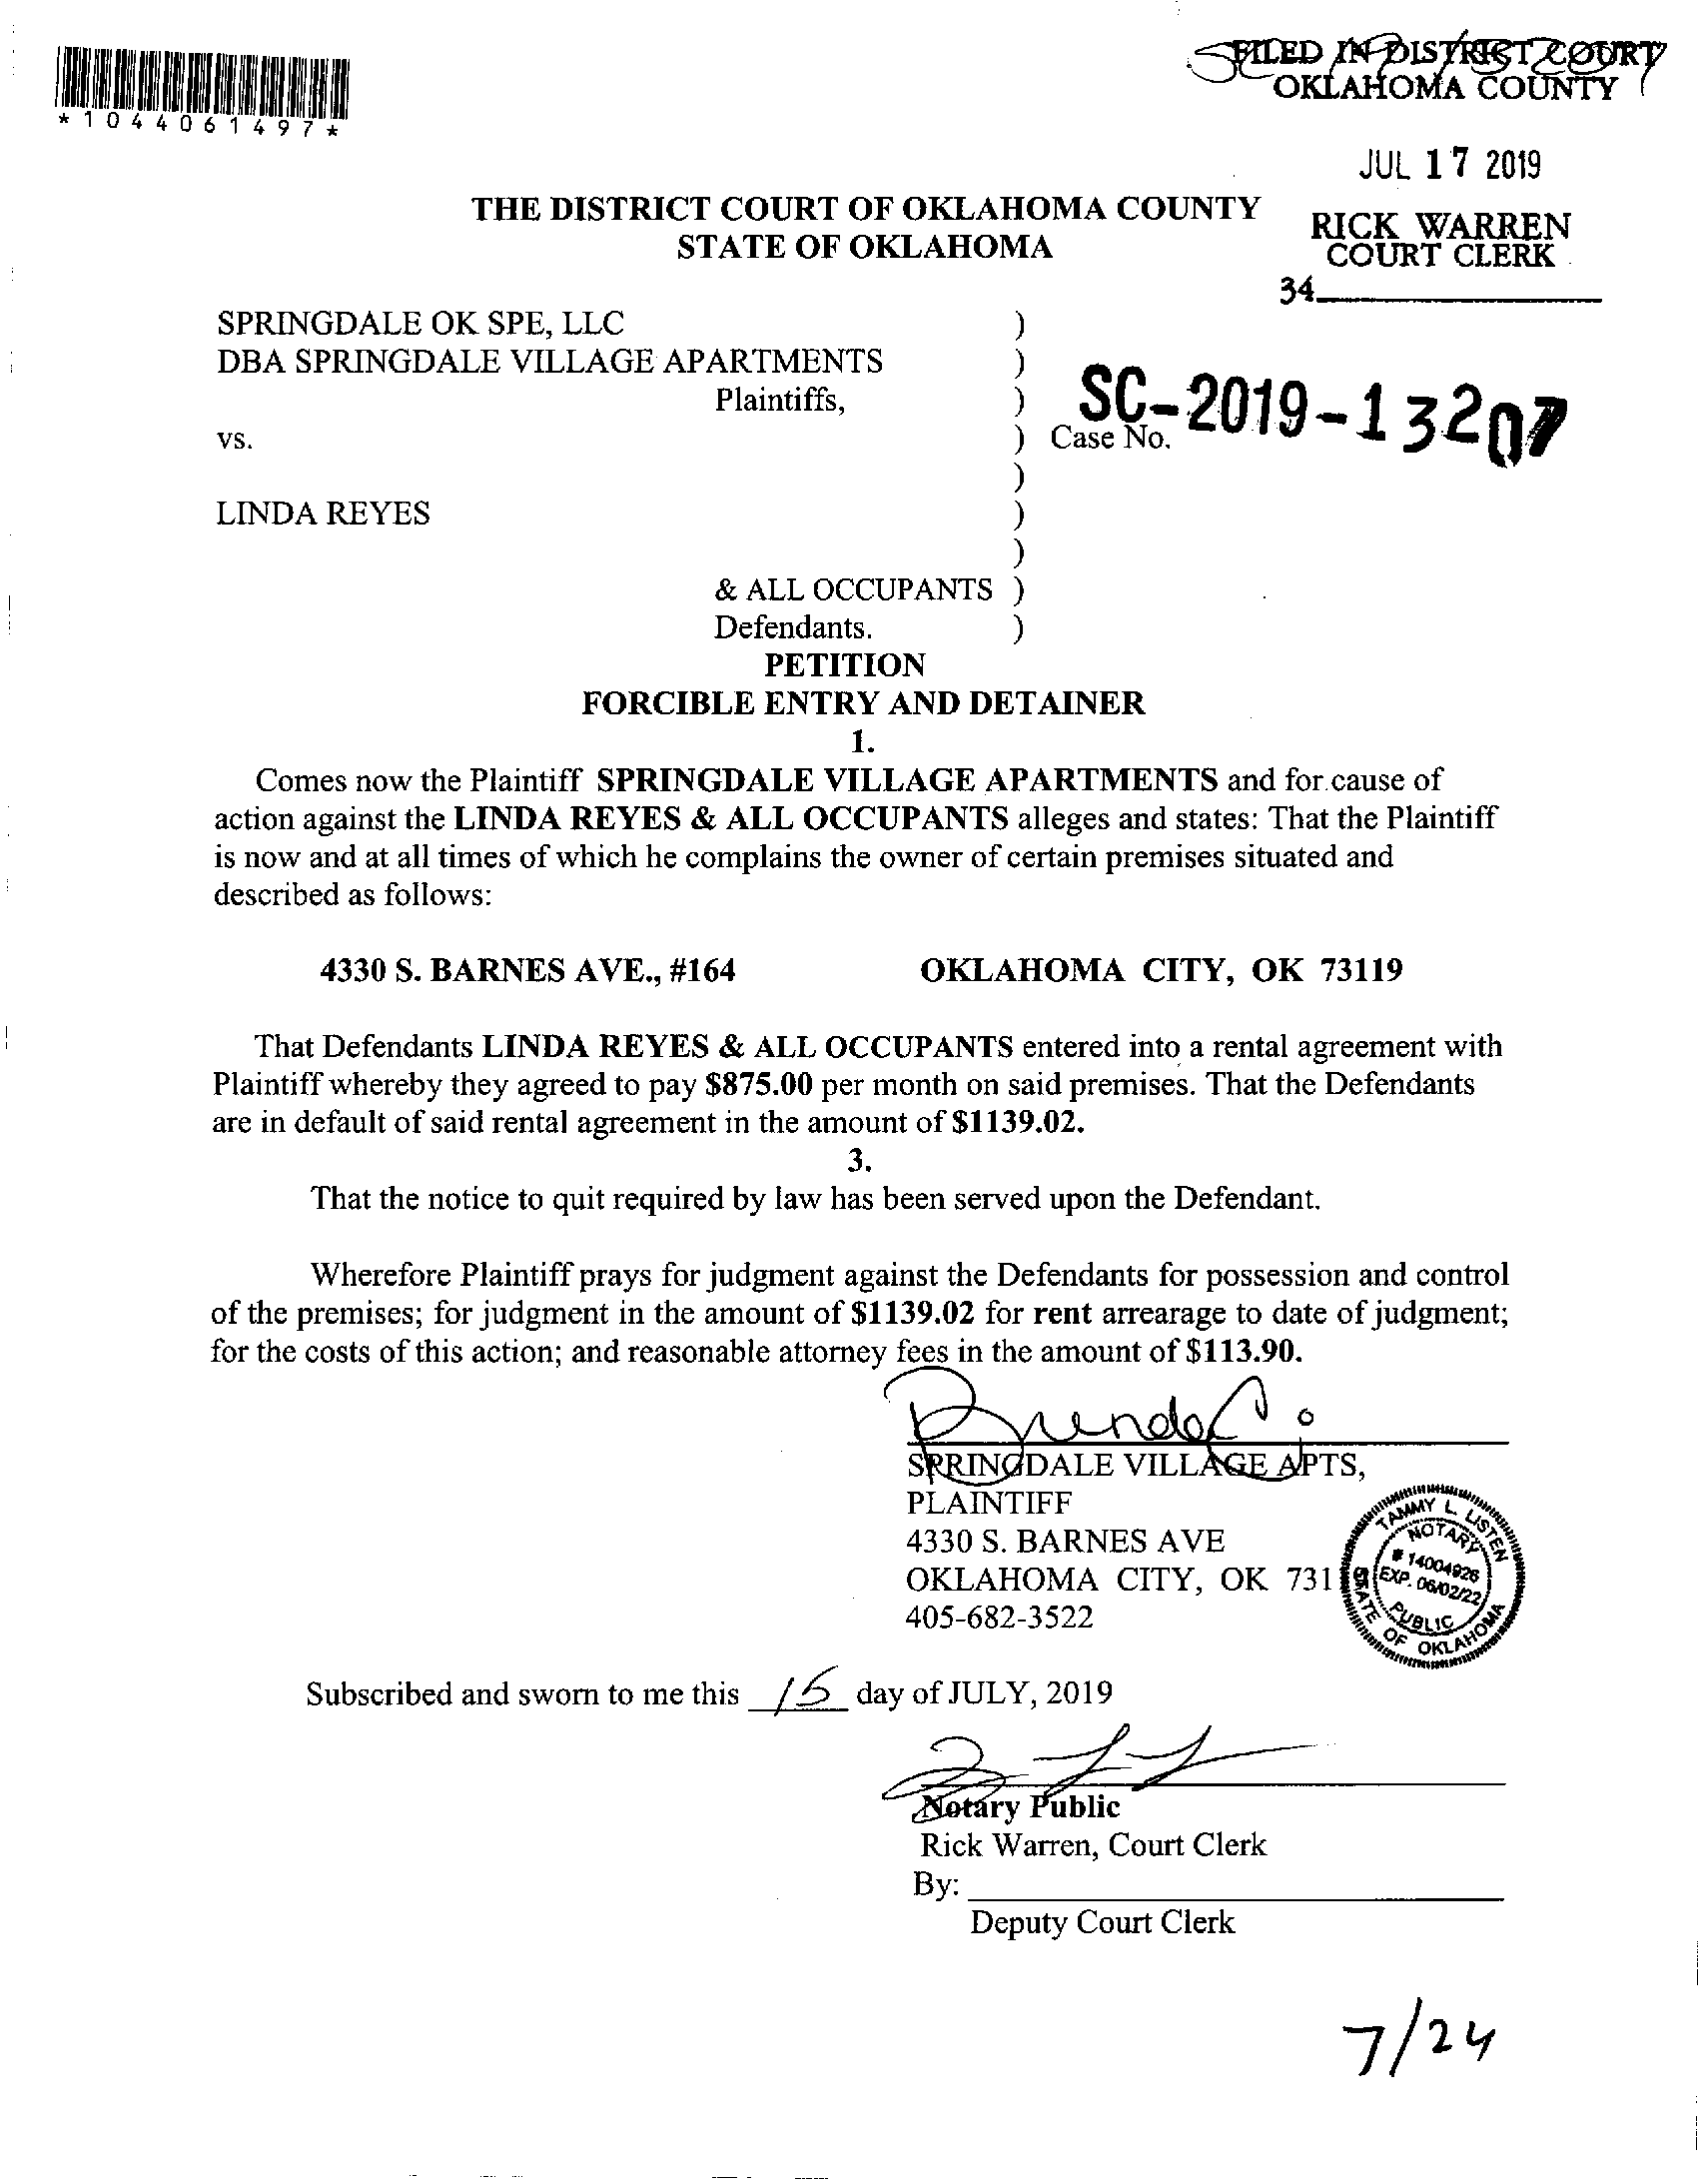 *1044061497*
FILED IN DISTRICT COURT
OKLAHOMA COUNTY
JUL 17 2019
RICK WARREN
COURT CLERK
34
THE DISTRICT COURT OF OKLAHOMA COUNTY
STATE OF OKLAHOMA
SPRINGDALE OK SPE, LLC )
DBA SPRINGDALE VILLAGE APARTMENTS )
Plaintiffs, )
vs. ) Case No. SC-2019-13207
)
LINDA REYES )
)
& ALL OCCUPANTS )
Defendants. )
PETITION
FORCIBLE ENTRY AND DETAINER
1.
Comes now the Plaintiff SPRINGDALE VILLAGE APARTMENTS and for cause of
action against the LINDA REYES & ALL OCCUPANTS alleges and states: That the Plaintiff
is now and at all times of which he complains the owner of certain premises situated and
described as follows:
4330 S. BARNES AVE., #164 OKLAHOMA CITY, OK 73119
That Defendants LINDA REYES & ALL OCCUPANTS entered into a rental agreement with
Plaintiff whereby they agreed to pay $875.00 per month on said premises. That the Defendants
are in default of said rental agreement in the amount of $1139.02.
3.
That the notice to quit required by law has been served upon the Defendant.
Wherefore Plaintiff prays for judgment against the Defendants for possession and control
of the premises; for judgment in the amount of $1139.02 for rent arrearage to date of judgment;
for the costs of this action; and reasonable attorney fees in the amount of $113.90.
SPRINGDALE VILLAGE APTS,
PLAINTIFF
4330 S. BARNES AVE
OKLAHOMA CITY, OK 731
405-682-3522
TAMMY L. LISTEN
NOTARY
# 14004926
EXP. 06/02/22
PUBLIC
STATE OF OKLAHOMA
Subscribed and sworn to me this 15 day of JULY, 2019
Notary Public
Rick Warren, Court Clerk
By:
Deputy Court Clerk
7/24